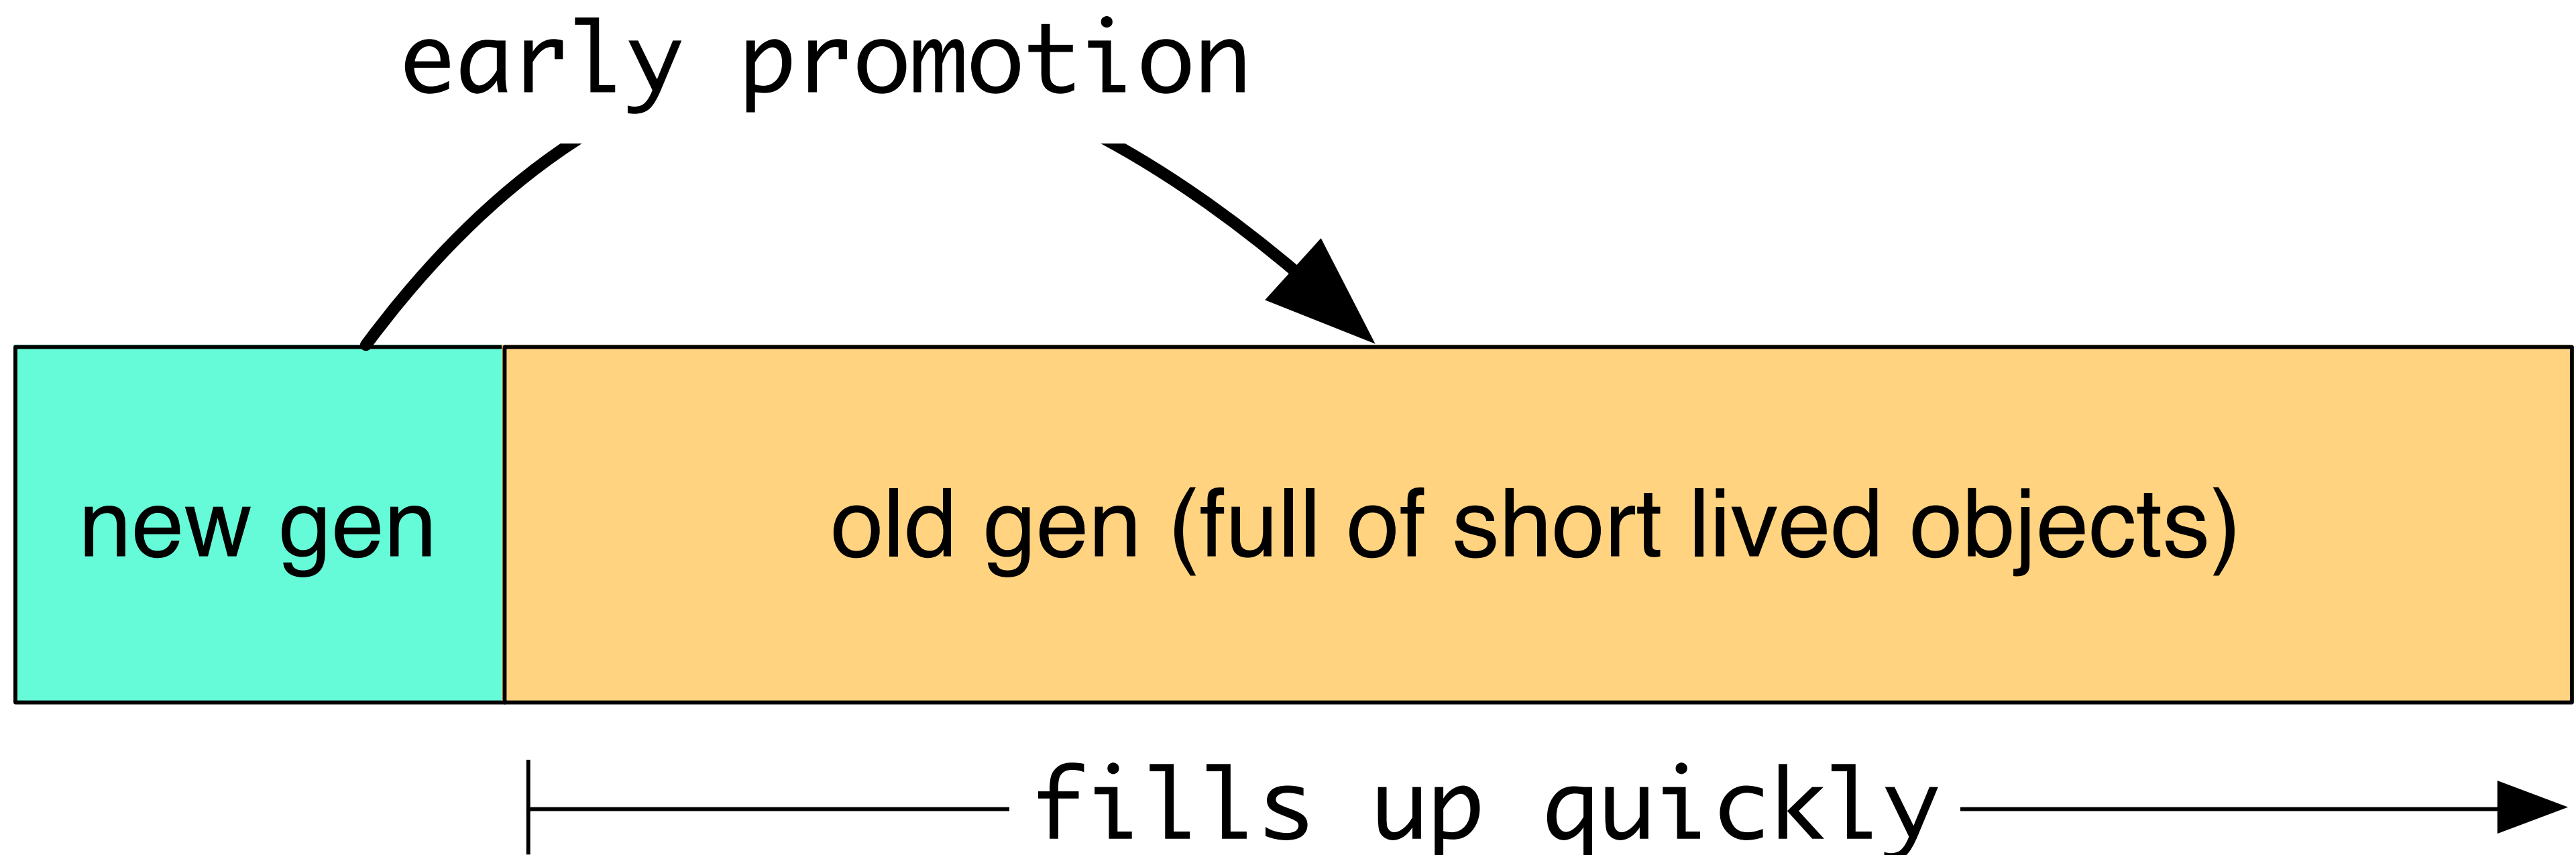 early promotion
new gen
old gen (full of short lived objects)
fills up quickly